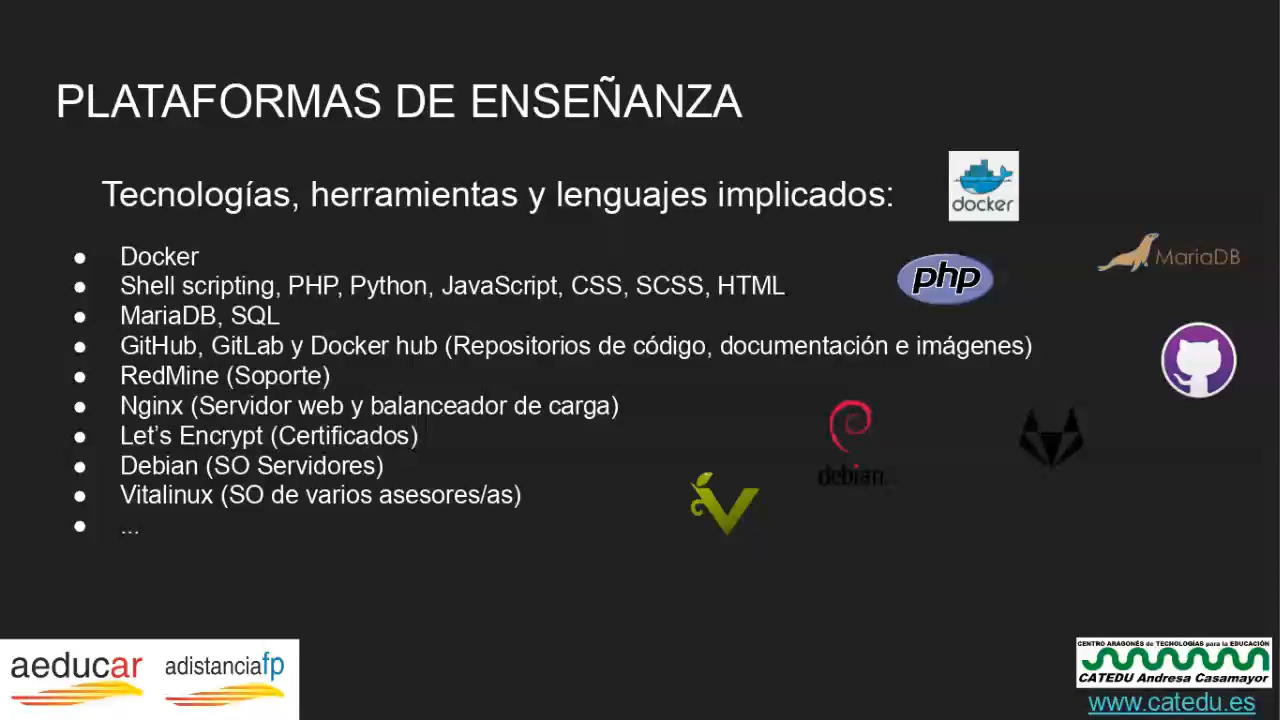 PLATAFORMAS DE ENSEÑANZA
Tecnologías, herramientas y lenguajes implicados:
docker
● Docker
● Shell scripting, PHP, Python, JavaScript, CSS, SCSS, HTML
● MariaDB, SQL
● GitHub, GitLab y Docker hub (Repositorios de código, documentación e imágenes)
● RedMine (Soporte)
● Nginx (Servidor web y balanceador de carga)
● Let’s Encrypt (Certificados)
● Debian (SO Servidores)
● Vitalinux (SO de varios asesores/as)
● ...
php
MariaDB
debian
V
aeducar
adistanciafp
CENTRO ARAGONÉS de TECNOLOGÍAS para la EDUCACIÓN
CATEDU Andresa Casamayor
www.catedu.es